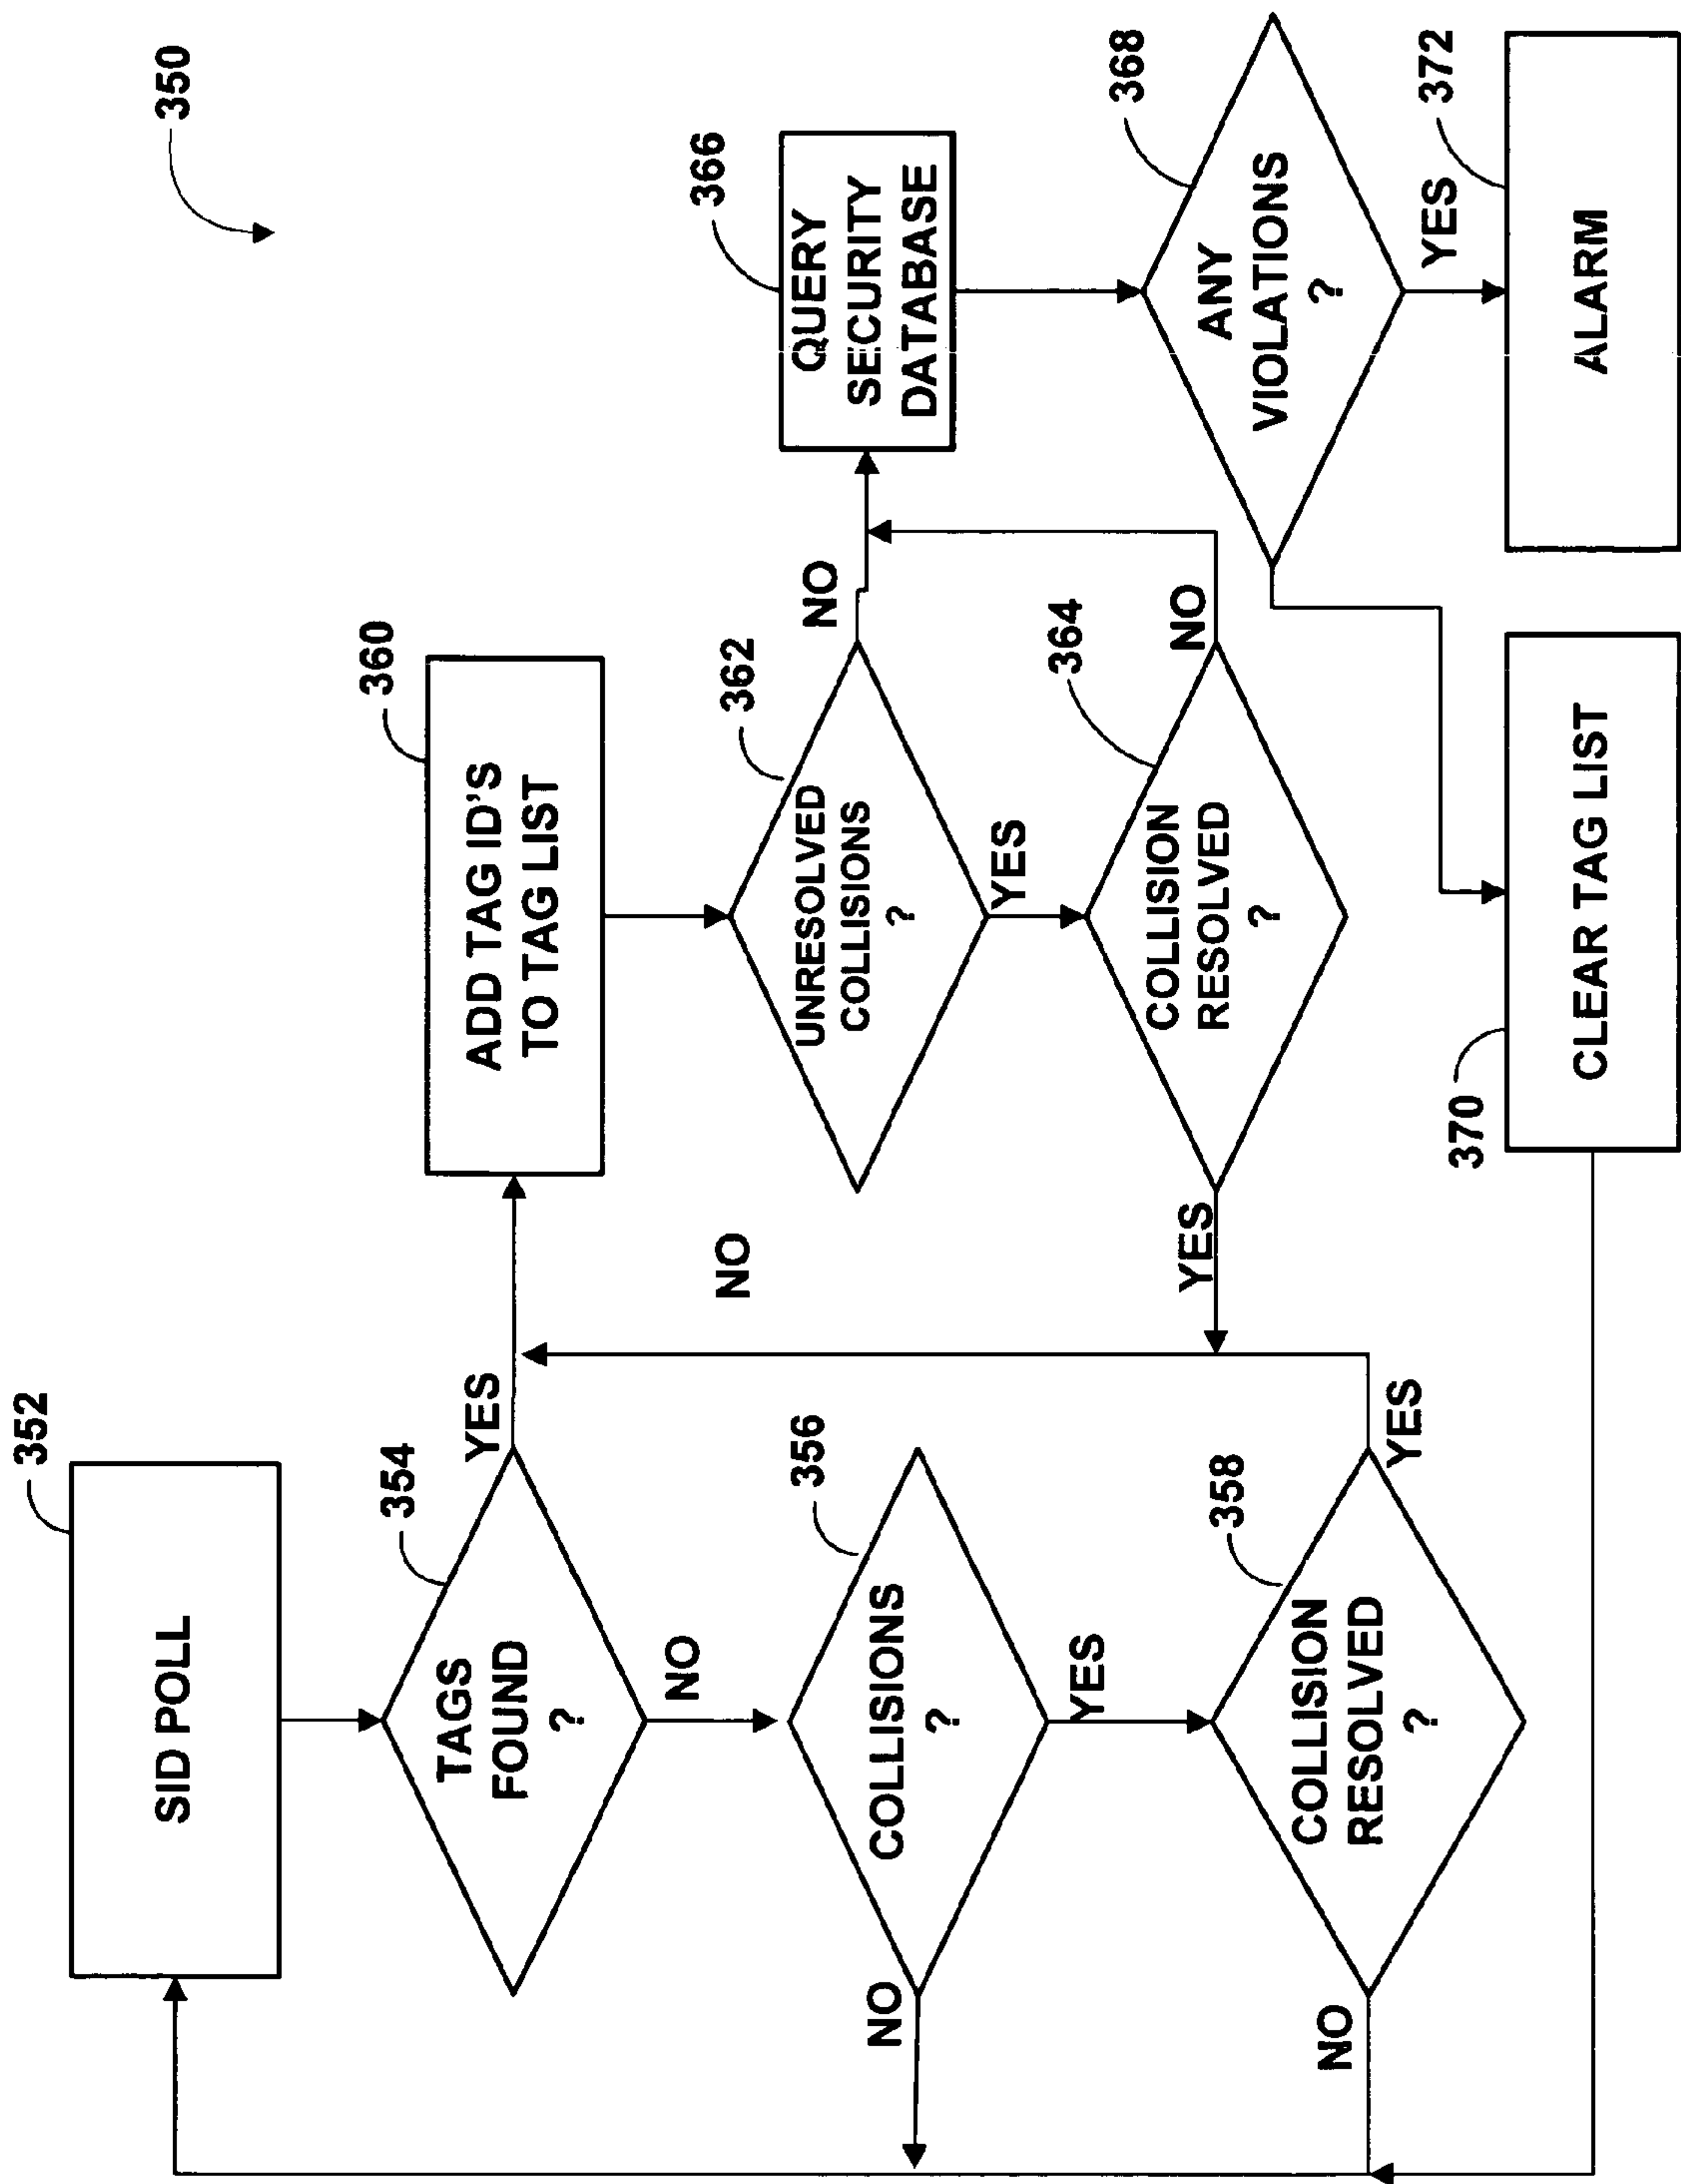 350
352
SID POLL
354
TAGS
FOUND
?
YES
NO
356
COLLISIONS
?
NO
YES
358
COLLISION
RESOLVED
?
NO
YES
360
ADD TAG ID'S
TO TAG LIST
NO
362
UNRESOLVED
COLLISIONS
?
NO
YES
364
COLLISION
RESOLVED
?
YES
NO
366
QUERY
SECURITY
DATABASE
368
ANY
VIOLATIONS
?
YES
370
CLEAR TAG LIST
372
ALARM